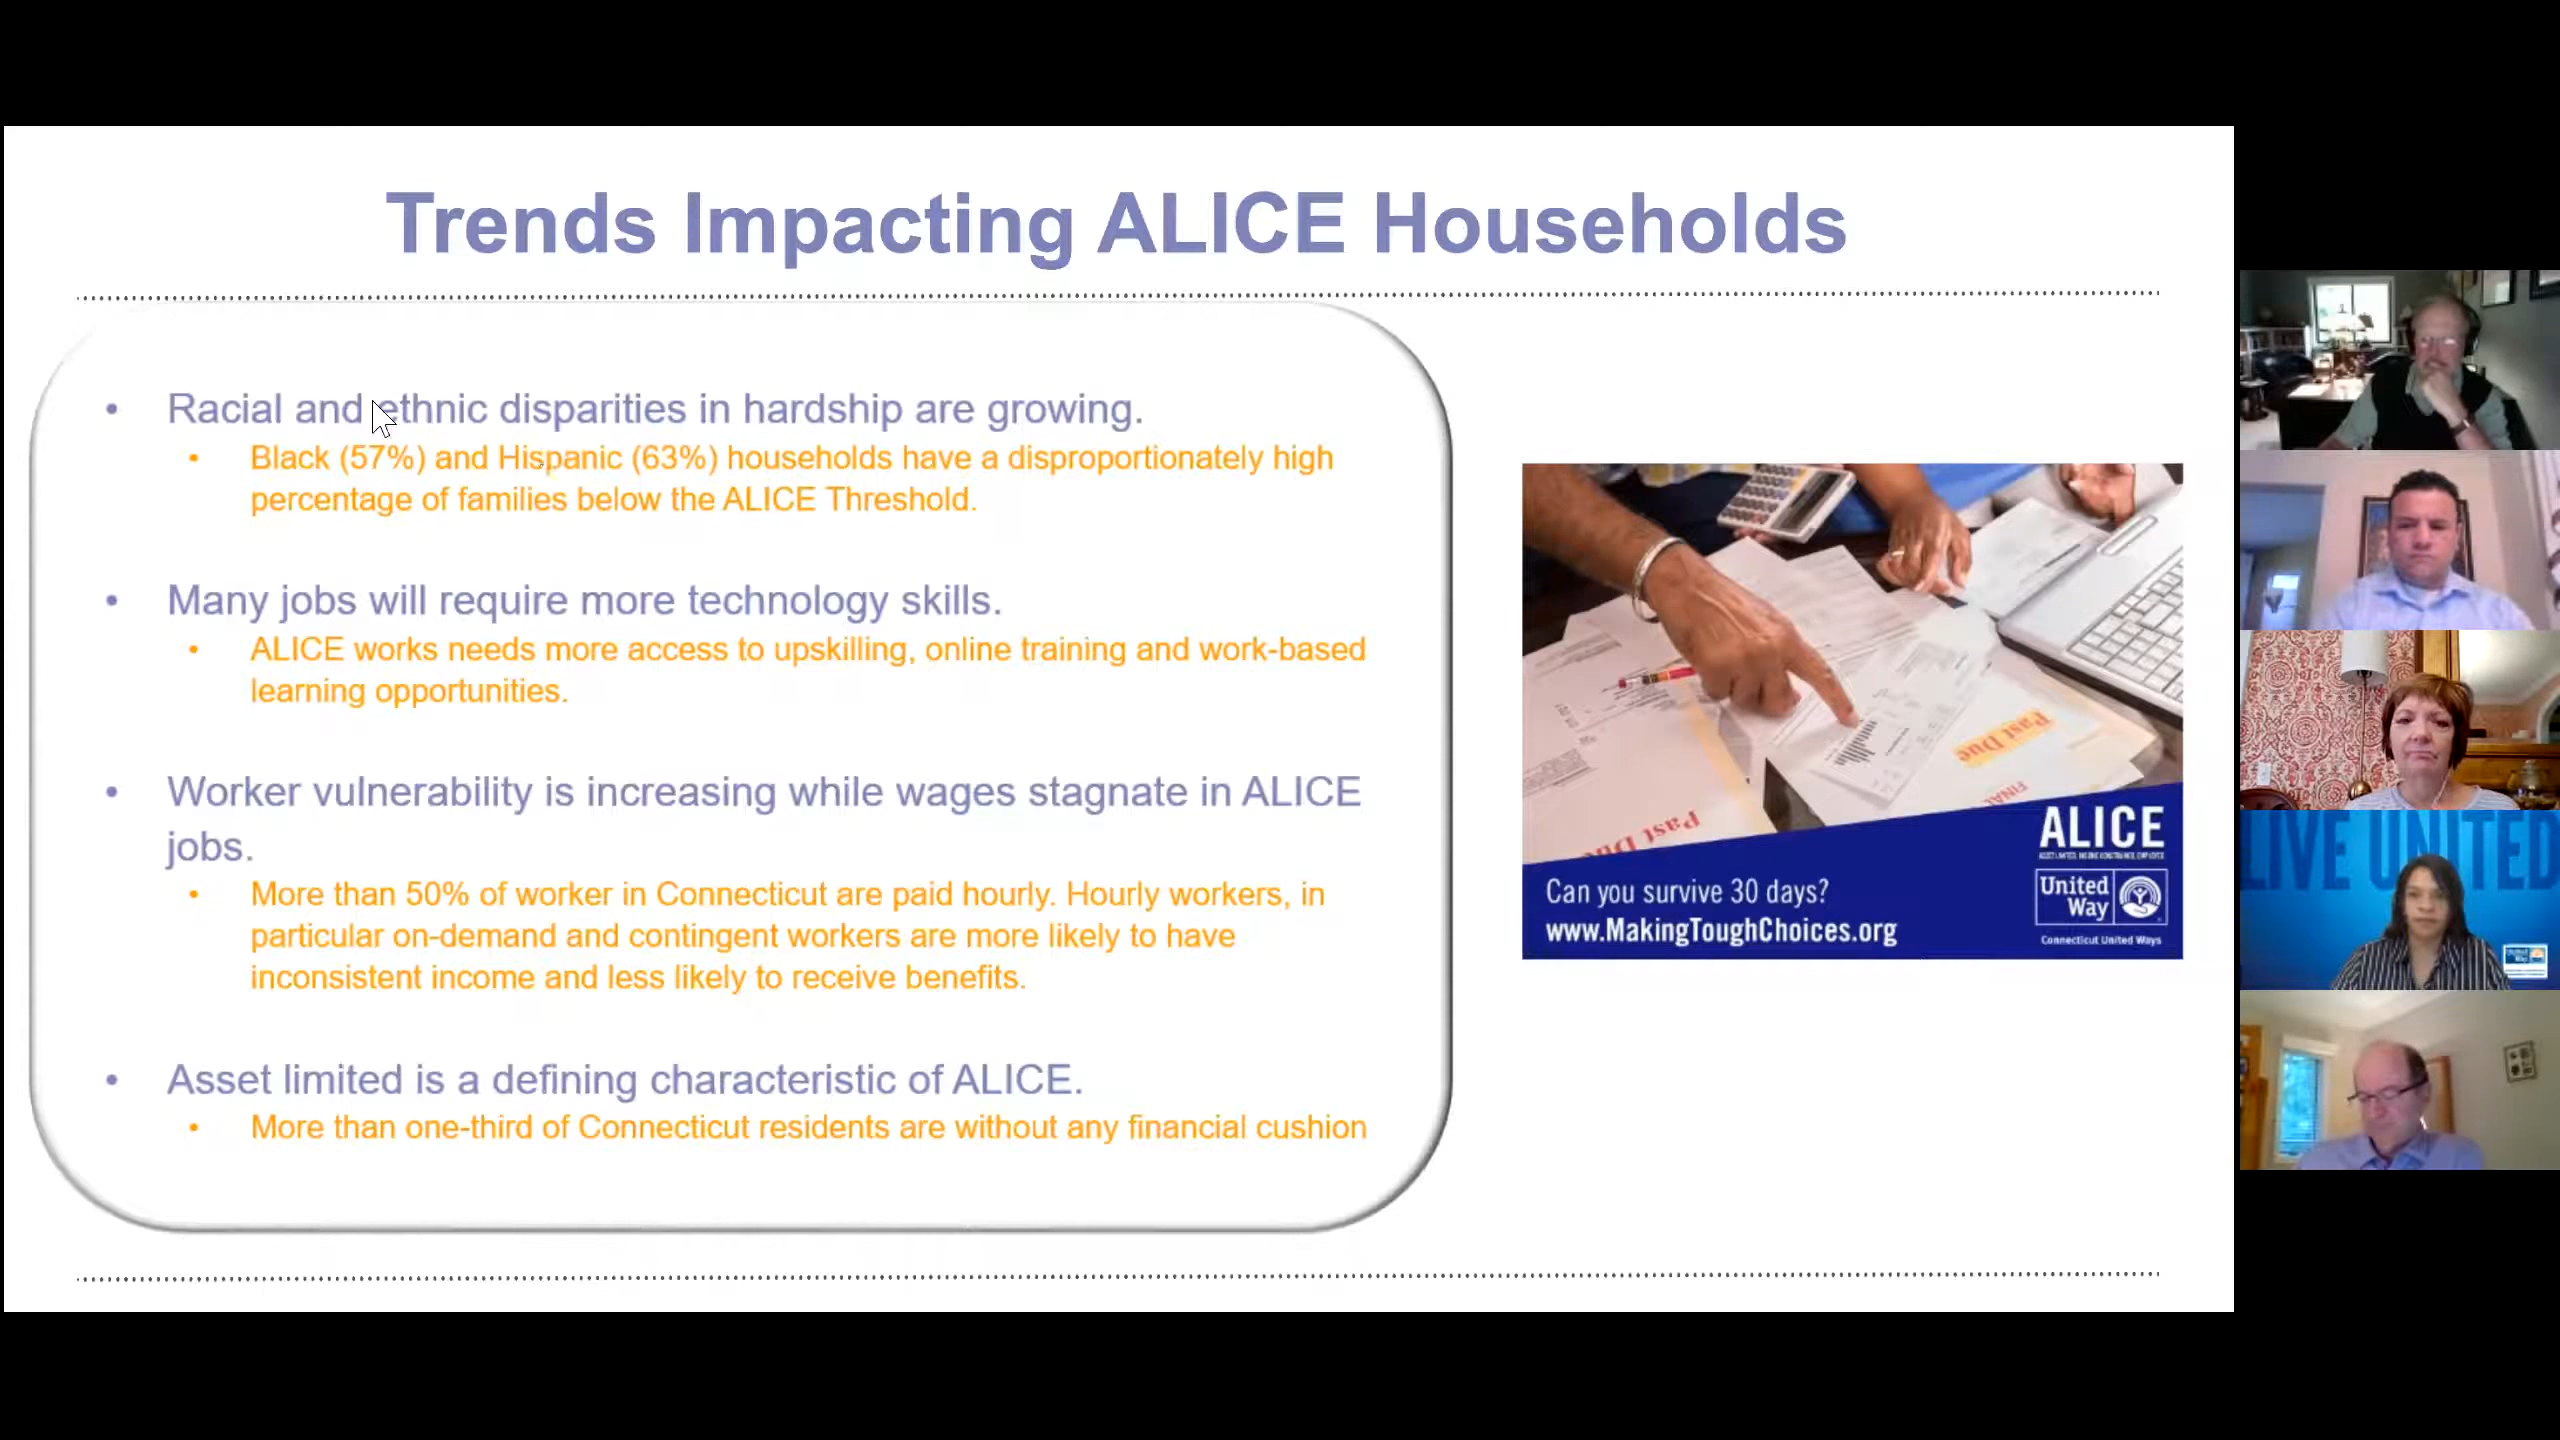 Trends Impacting ALICE Households
• Racial and ethnic disparities in hardship are growing.
• Black (57%) and Hispanic (63%) households have a disproportionately high
percentage of families below the ALICE Threshold.
• Many jobs will require more technology skills.
• ALICE works needs more access to upskilling, online training and work-based
learning opportunities.
• Worker vulnerability is increasing while wages stagnate in ALICE
jobs.
• More than 50% of worker in Connecticut are paid hourly. Hourly workers, in
particular on-demand and contingent workers are more likely to have
inconsistent income and less likely to receive benefits.
• Asset limited is a defining characteristic of ALICE.
• More than one-third of Connecticut residents are without any financial cushion
Past Due
Past Du
FINAL
ALICE
ASSET LIMITED, INCOME CONSTRAINED, EMPLOYED
Can you survive 30 days?
www.MakingToughChoices.org
United
Way
Connecticut United Ways
LIVE UNITED